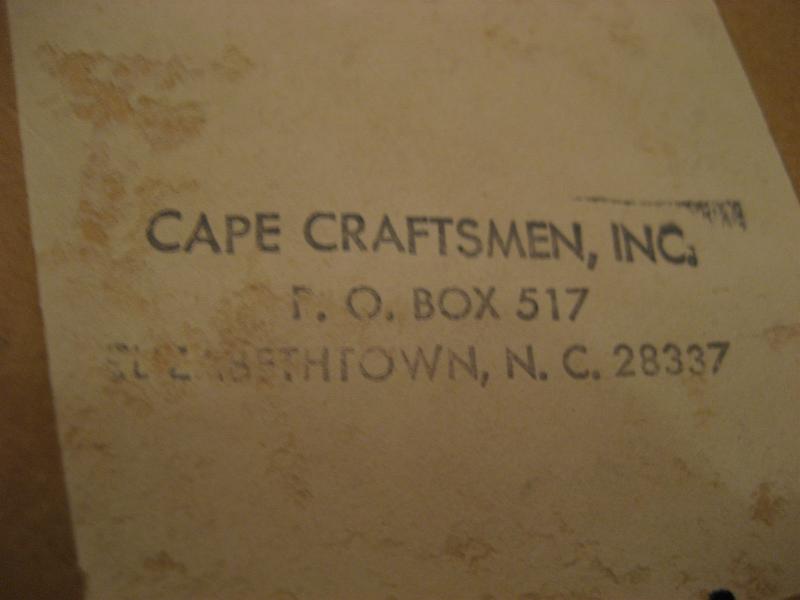 CAPE CRAFTSMEN, INC.
P. O. BOX 517
ELIZABETHTOWN, N. C. 28337